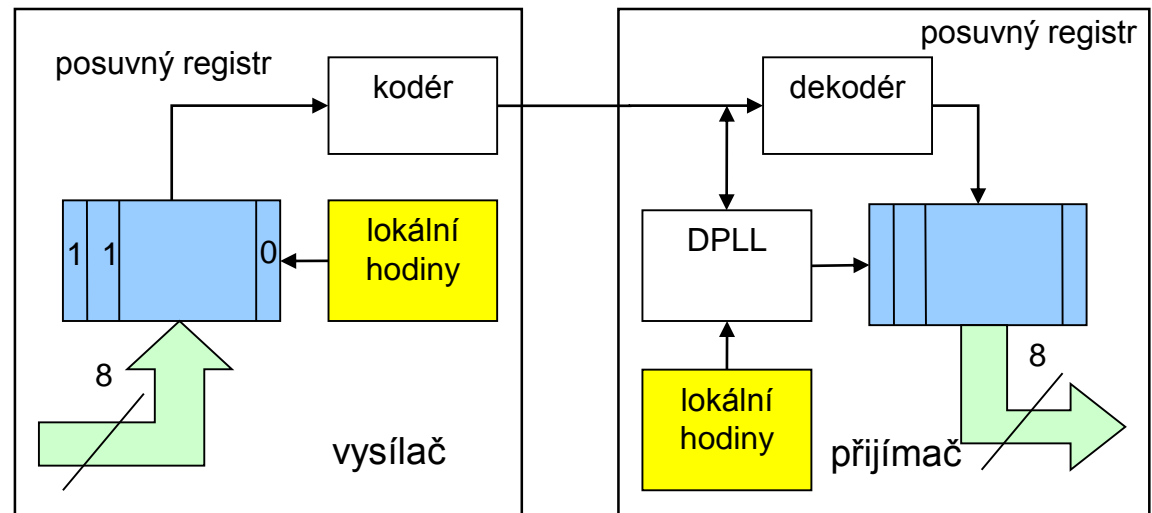 posuvný registr
kodér
1
1
0
lokální
hodiny
8
vysílač
posuvný registr
dekodér
DPLL
lokální
hodiny
8
přijímač